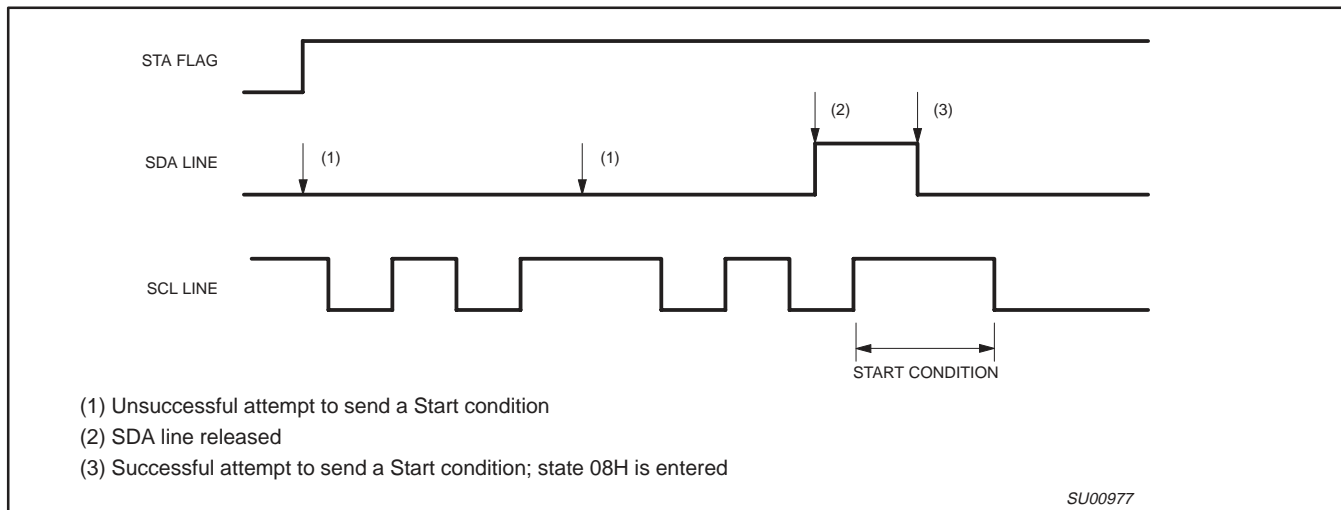 STA FLAG
(2)
(3)
SDA LINE
(1)
(1)
SCL LINE
START CONDITION
(1) Unsuccessful attempt to send a Start condition
(2) SDA line released
(3) Successful attempt to send a Start condition; state 08H is entered
SU00977